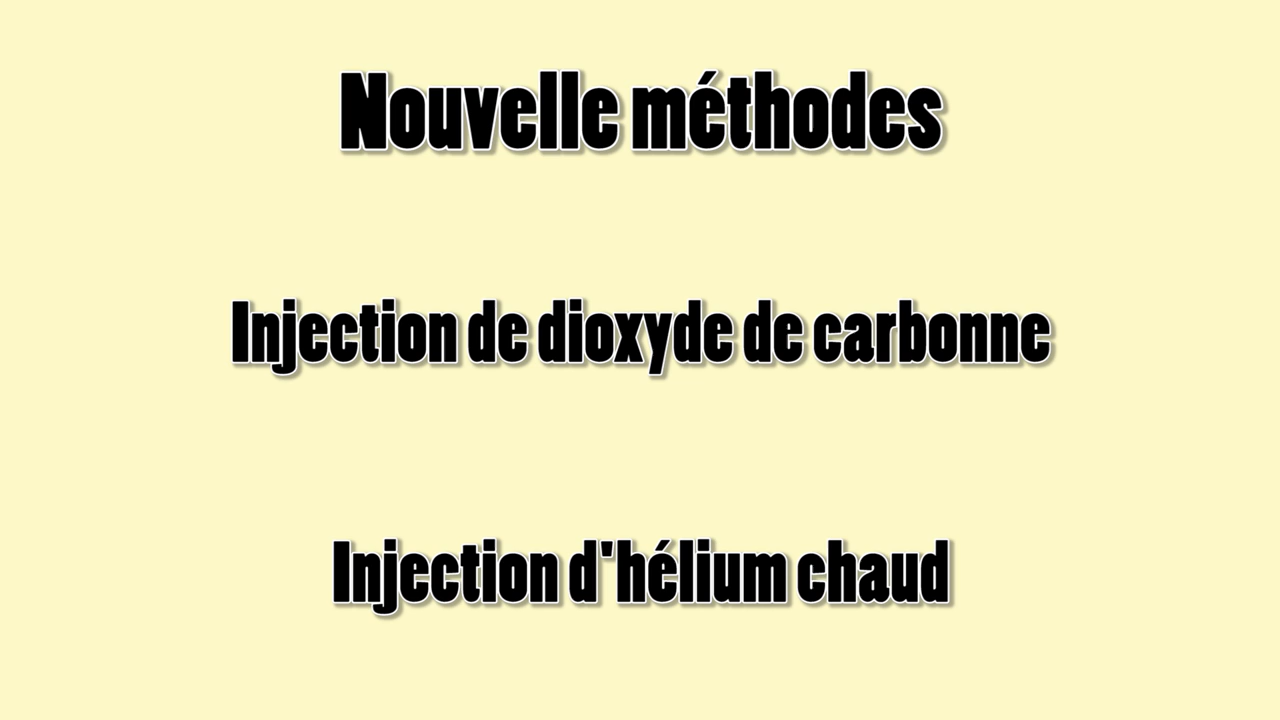 Nouvelle méthodes
Injection de dioxyde de carbonne
Injection d'hélium chaud